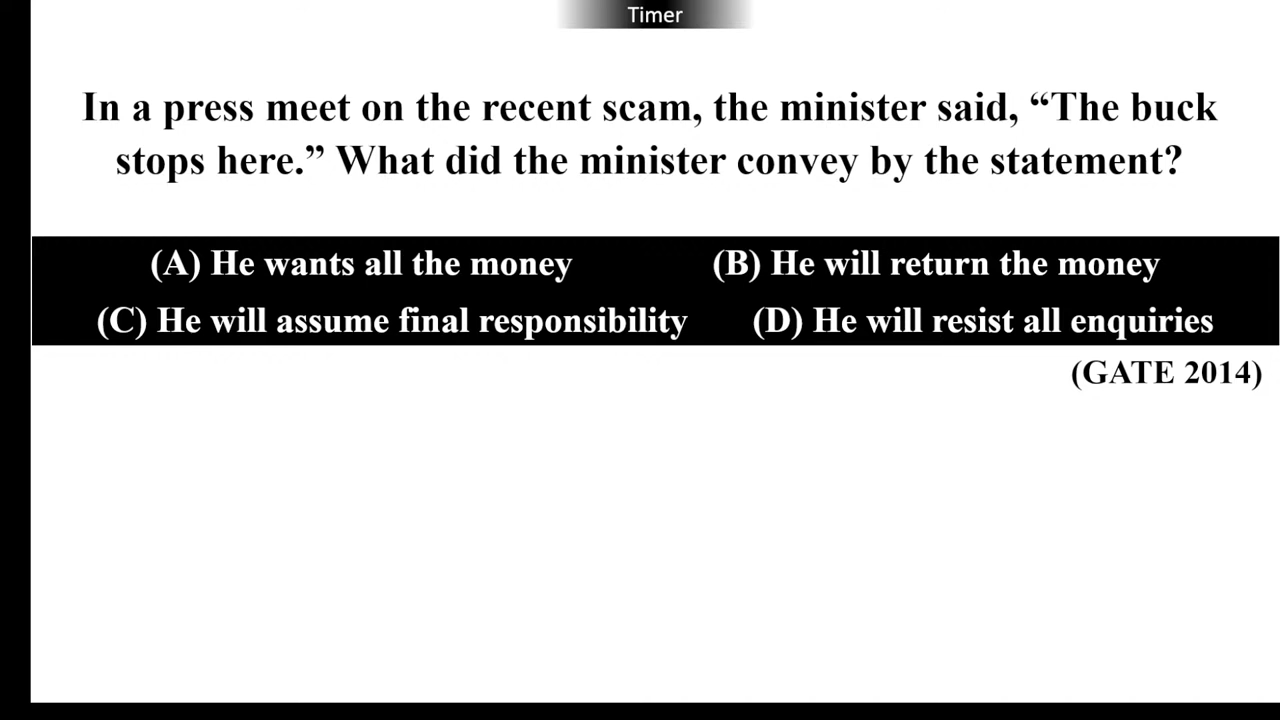 Timer
In a press meet on the recent scam, the minister said, “The buck
stops here.” What did the minister convey by the statement?
(A) He wants all the money (B) He will return the money
(C) He will assume final responsibility (D) He will resist all enquiries
(GATE 2014)